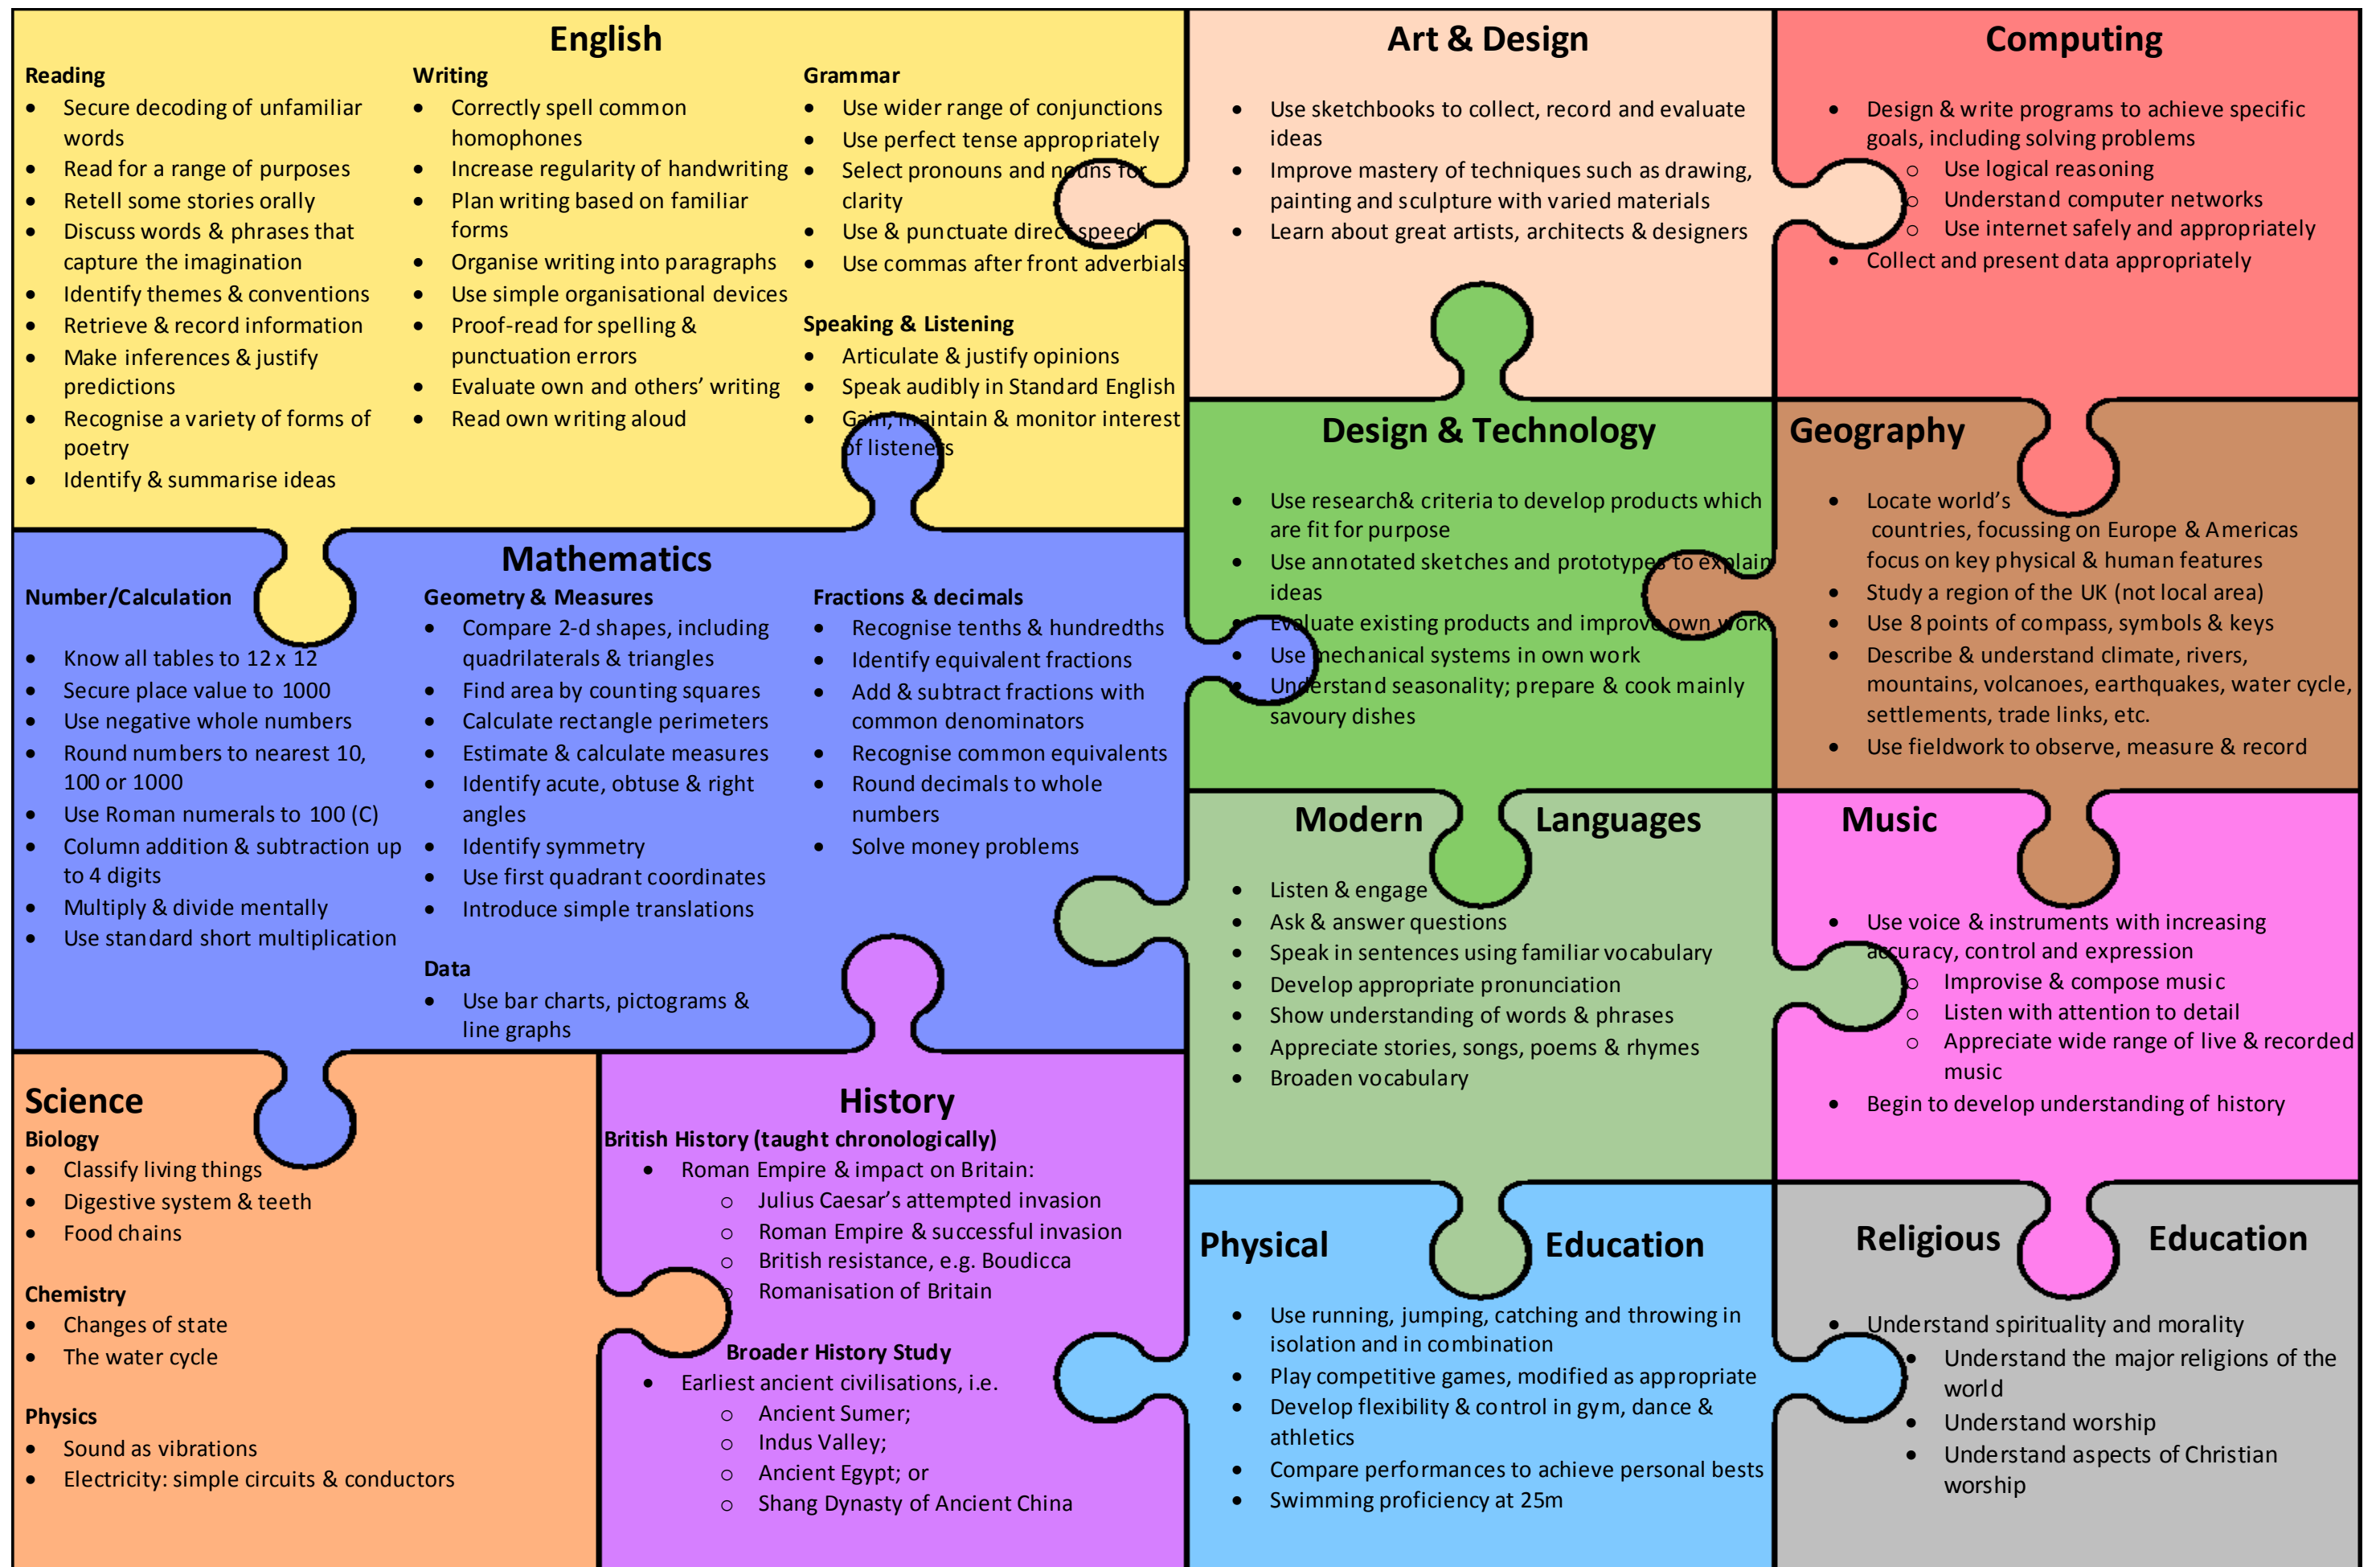 English
Reading
• Secure decoding of unfamiliar
words
• Read for a range of purposes
• Retell some stories orally
• Discuss words & phrases that
capture the imagination
• Identify themes & conventions
• Retrieve & record information
• Make inferences & justify
predictions
• Recognise a variety of forms of
poetry
• Identify & summarise ideas
Writing
• Correctly spell common
homophones
• Increase regularity of handwriting
• Plan writing based on familiar
forms
• Organise writing into paragraphs
• Use simple organisational devices
• Proof-read for spelling &
punctuation errors
• Evaluate own and others’ writing
• Read own writing aloud
Grammar
• Use wider range of conjunctions
• Use perfect tense appropriately
• Select pronouns and nouns for
clarity
• Use & punctuate direct speech
• Use commas after front adverbials
Speaking & Listening
• Articulate & justify opinions
• Speak audibly in Standard English
• Gain, maintain & monitor interest
of listeners
Art & Design
• Use sketchbooks to collect, record and evaluate
ideas
• Improve mastery of techniques such as drawing,
painting and sculpture with varied materials
• Learn about great artists, architects & designers
Computing
• Design & write programs to achieve specific
goals, including solving problems
o Use logical reasoning
o Understand computer networks
o Use internet safely and appropriately
• Collect and present data appropriately
Mathematics
Number/Calculation
• Know all tables to 12 x 12
• Secure place value to 1000
• Use negative whole numbers
• Round numbers to nearest 10,
100 or 1000
• Use Roman numerals to 100 (C)
• Column addition & subtraction up
to 4 digits
• Multiply & divide mentally
• Use standard short multiplication
Geometry & Measures
• Compare 2-d shapes, including
quadrilaterals & triangles
• Find area by counting squares
• Calculate rectangle perimeters
• Estimate & calculate measures
• Identify acute, obtuse & right
angles
• Identify symmetry
• Use first quadrant coordinates
• Introduce simple translations
Data
• Use bar charts, pictograms &
line graphs
Fractions & decimals
• Recognise tenths & hundredths
• Identify equivalent fractions
• Add & subtract fractions with
common denominators
• Recognise common equivalents
• Round decimals to whole
numbers
• Solve money problems
Design & Technology
• Use research& criteria to develop products which
are fit for purpose
• Use annotated sketches and prototypes to explain
ideas
• Evaluate existing products and improve own work
• Use mechanical systems in own work
• Understand seasonality; prepare & cook mainly
savoury dishes
Geography
• Locate world’s
countries, focussing on Europe & Americas
focus on key physical & human features
• Study a region of the UK (not local area)
• Use 8 points of compass, symbols & keys
• Describe & understand climate, rivers,
mountains, volcanoes, earthquakes, water cycle,
settlements, trade links, etc.
• Use fieldwork to observe, measure & record
Modern Languages
• Listen & engage
• Ask & answer questions
• Speak in sentences using familiar vocabulary
• Develop appropriate pronunciation
• Show understanding of words & phrases
• Appreciate stories, songs, poems & rhymes
• Broaden vocabulary
Music
• Use voice & instruments with increasing
accuracy, control and expression
o Improvise & compose music
o Listen with attention to detail
o Appreciate wide range of live & recorded
music
• Begin to develop understanding of history
Science
Biology
• Classify living things
• Digestive system & teeth
• Food chains
Chemistry
• Changes of state
• The water cycle
Physics
• Sound as vibrations
• Electricity: simple circuits & conductors
History
British History (taught chronologically)
• Roman Empire & impact on Britain:
o Julius Caesar’s attempted invasion
o Roman Empire & successful invasion
o British resistance, e.g. Boudicca
o Romanisation of Britain
Broader History Study
• Earliest ancient civilisations, i.e.
o Ancient Sumer;
o Indus Valley;
o Ancient Egypt; or
o Shang Dynasty of Ancient China
Physical Education
• Use running, jumping, catching and throwing in
isolation and in combination
• Play competitive games, modified as appropriate
• Develop flexibility & control in gym, dance &
athletics
• Compare performances to achieve personal bests
• Swimming proficiency at 25m
Religious Education
• Understand spirituality and morality
• Understand the major religions of the
world
• Understand worship
• Understand aspects of Christian
worship